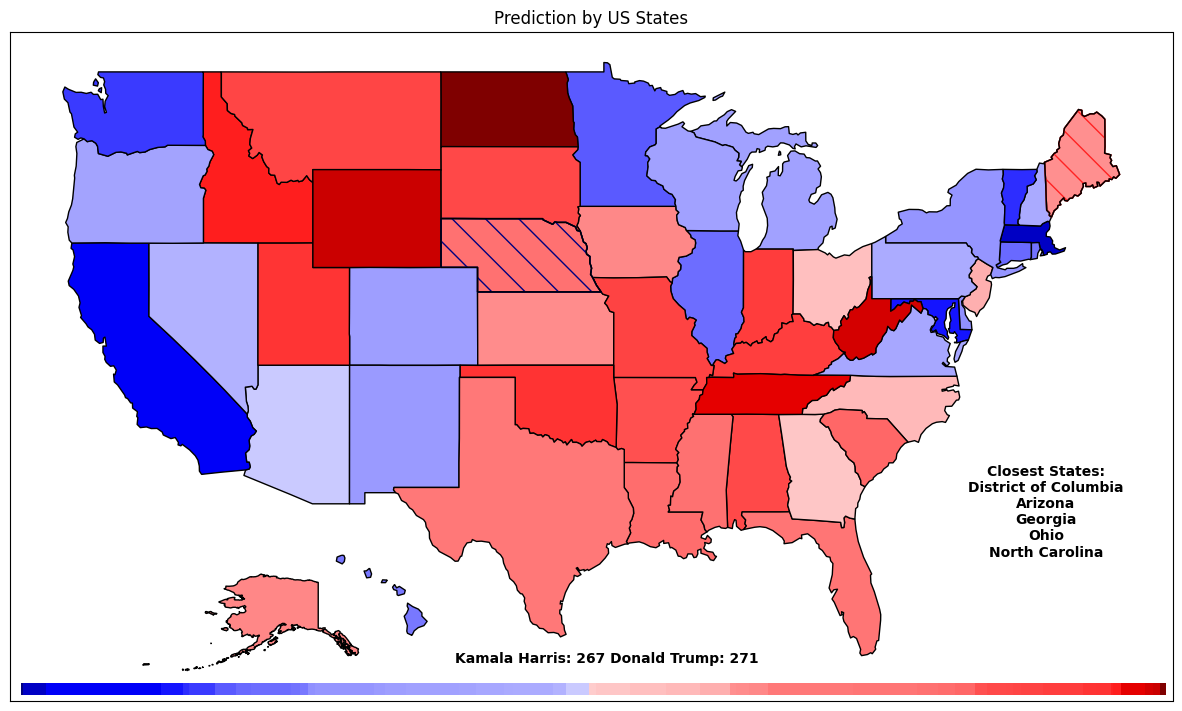 Prediction by US States
Closest States:
District of Columbia
Arizona
Georgia
Ohio
North Carolina
Kamala Harris: 267 Donald Trump: 271